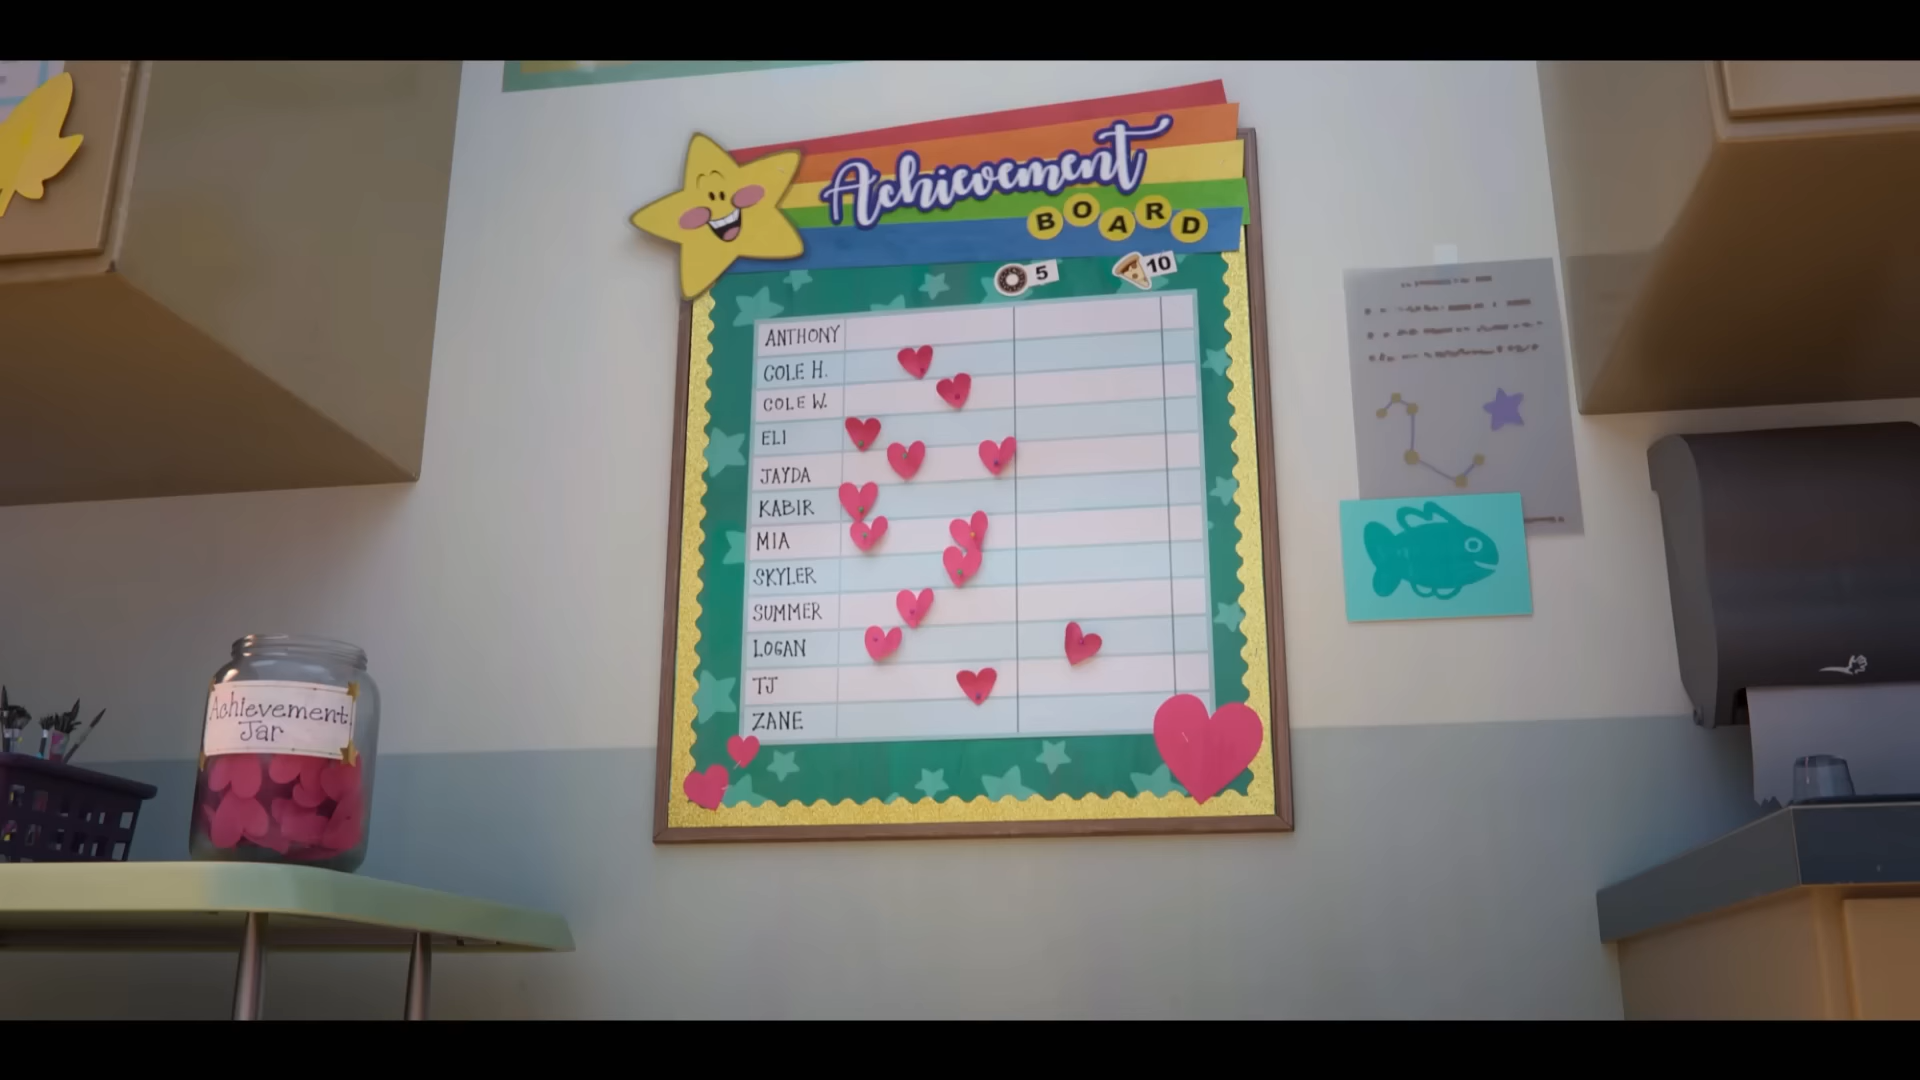 Achievement
BOARD
5
10
ANTHONY
COLE H.
COLE W.
ELI
JAYDA
KABIR
MIA
SKYLER
SUMMER
LOGAN
TJ
ZANE
Achievement
Jar